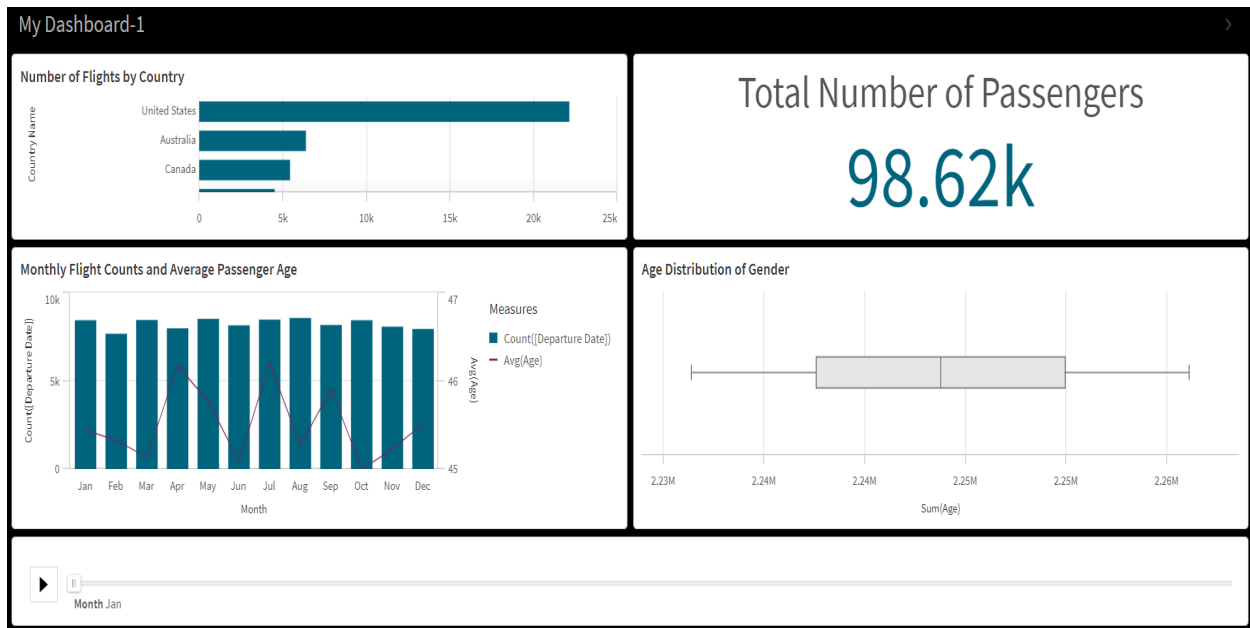 My Dashboard-1
Number of Flights by Country
Country Name
United States
Australia
Canada
0 5k 10k 15k 20k 25k
Total Number of Passengers
98.62k
Monthly Flight Counts and Average Passenger Age
Count([Departure Date])
10k
5k
0
47
46
45
Avg(Age)
Jan Feb Mar Apr May Jun Jul Aug Sep Oct Nov Dec
Month
Measures
Count([Departure Date])
Avg(Age)
Age Distribution of Gender
2.23M 2.24M 2.24M 2.25M 2.25M 2.26M
Sum(Age)
Month Jan